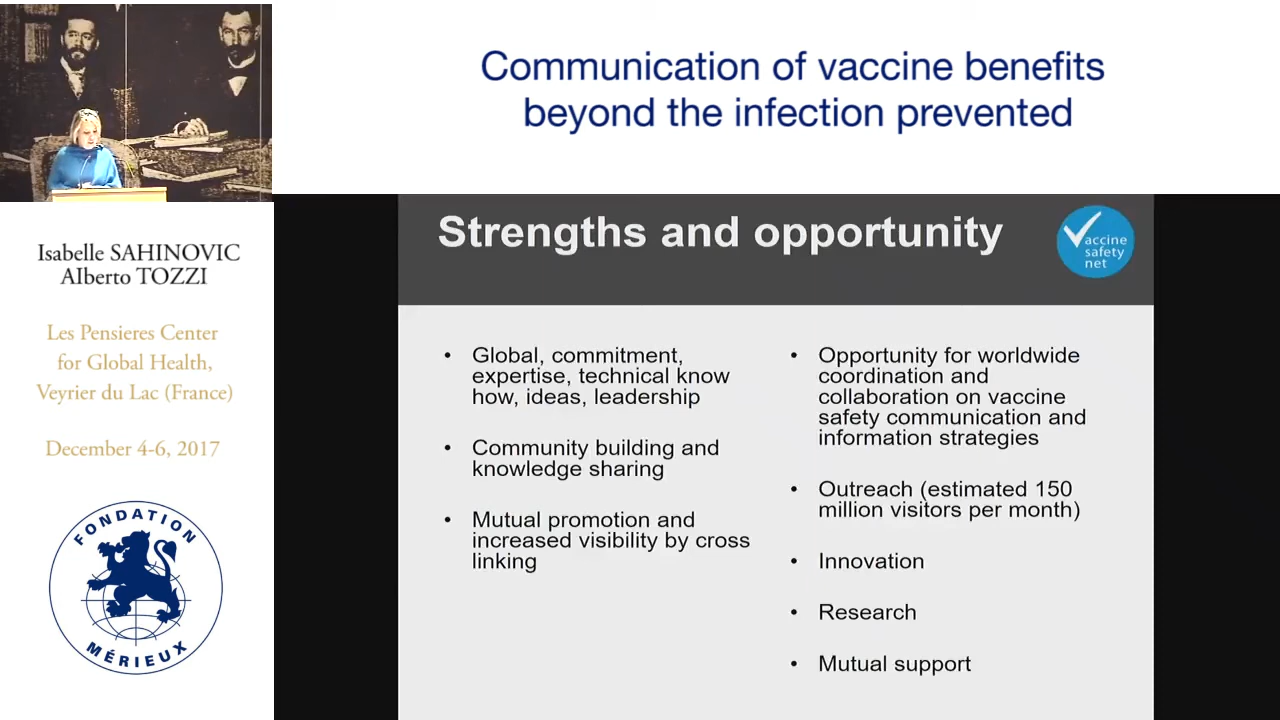 Communication of vaccine benefits
beyond the infection prevented
Isabelle SAHINOVIC
Alberto TOZZI
Les Pensieres Center
for Global Health,
Veyrier du Lac (France)
December 4-6, 2017
FONDATION
MÉRIEUX
Strengths and opportunity
accine
safety
net
• Global, commitment,
expertise, technical know
how, ideas, leadership
• Community building and
knowledge sharing
• Mutual promotion and
increased visibility by cross
linking
• Opportunity for worldwide
coordination and
collaboration on vaccine
safety communication and
information strategies
• Outreach (estimated 150
million visitors per month)
• Innovation
• Research
• Mutual support